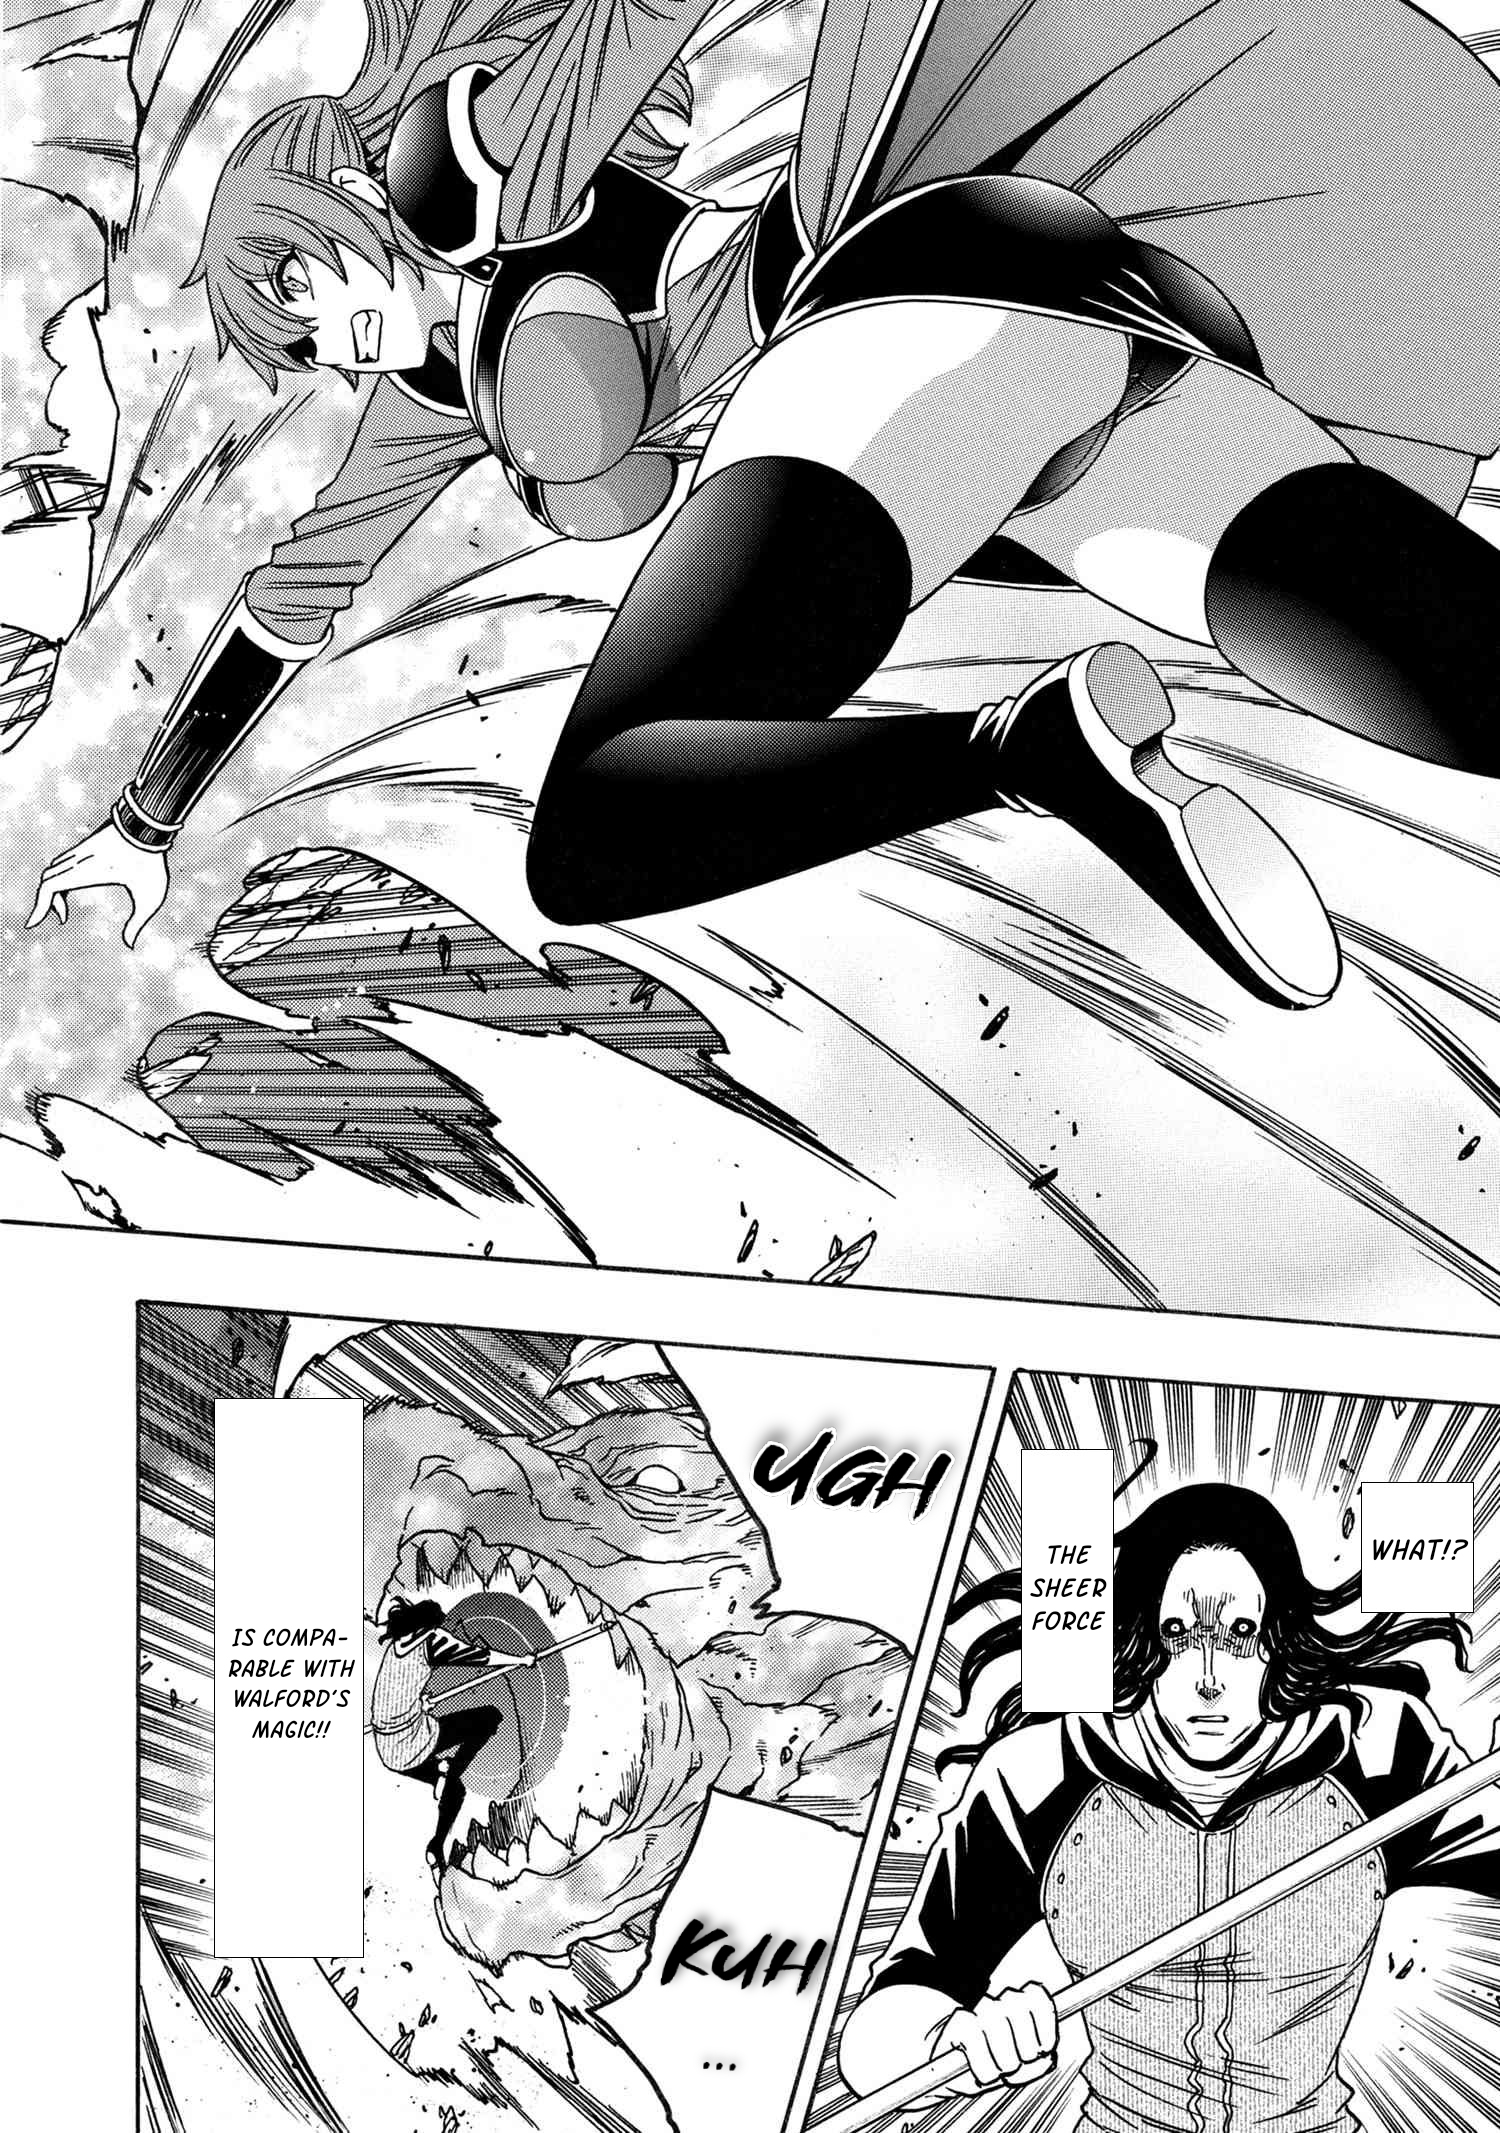 WHAT!?
THE
SHEER
FORCE
UGH
KUH
...
IS COMPA-
RABLE WITH
WALFORD'S
MAGIC!!